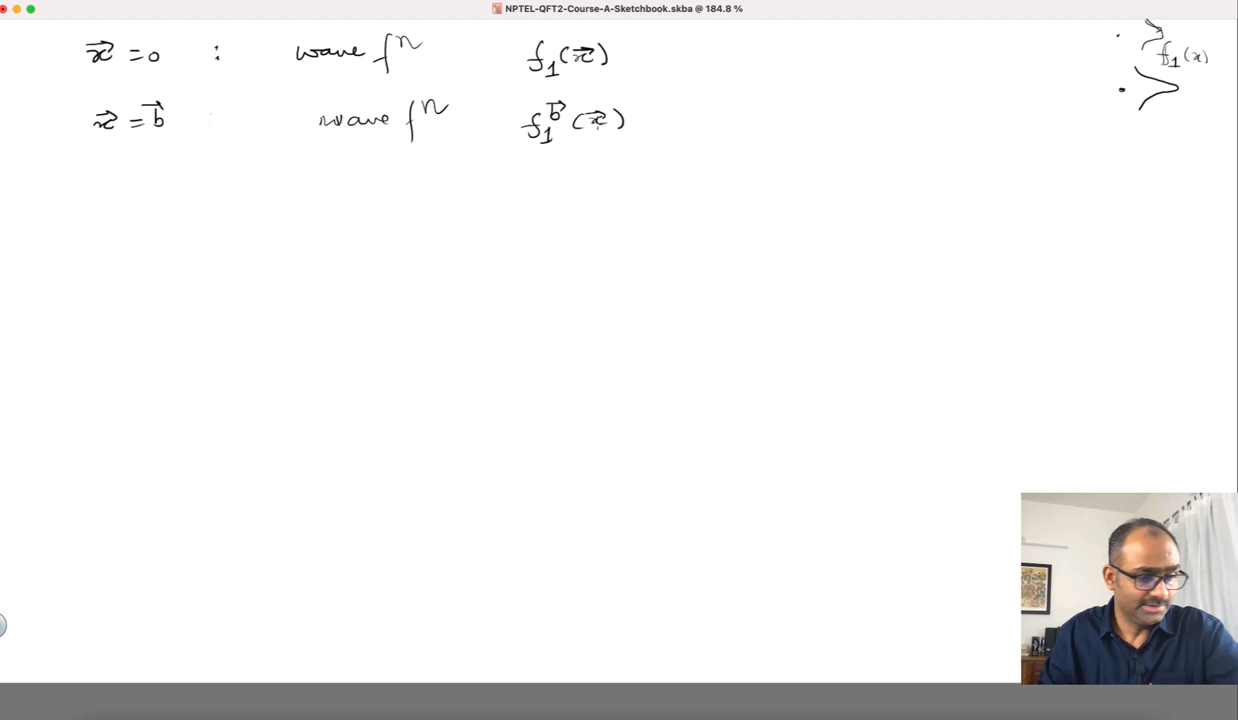 NPTEL-QFT2-Course-A-Sketchbook.skba @ 184.8 %
x⃗ = 0 : wave fⁿ f₁(x⃗)
f₁(x)
x⃗ = b⃗ : wave fⁿ f₁^b⃗(x⃗)